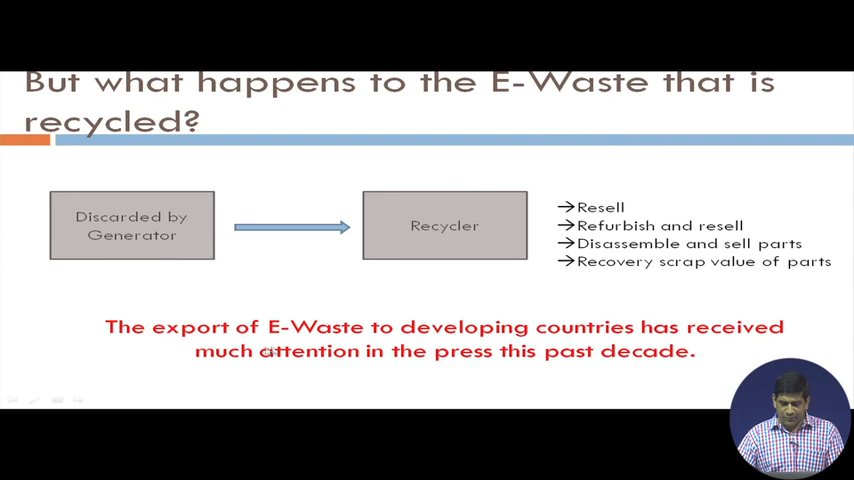 But what happens to the E-Waste that is
recycled?
Discarded by
Generator
Recycler
→Resell
→Refurbish and resell
→Disassemble and sell parts
→Recovery scrap value of parts
The export of E-Waste to developing countries has received
much attention in the press this past decade.